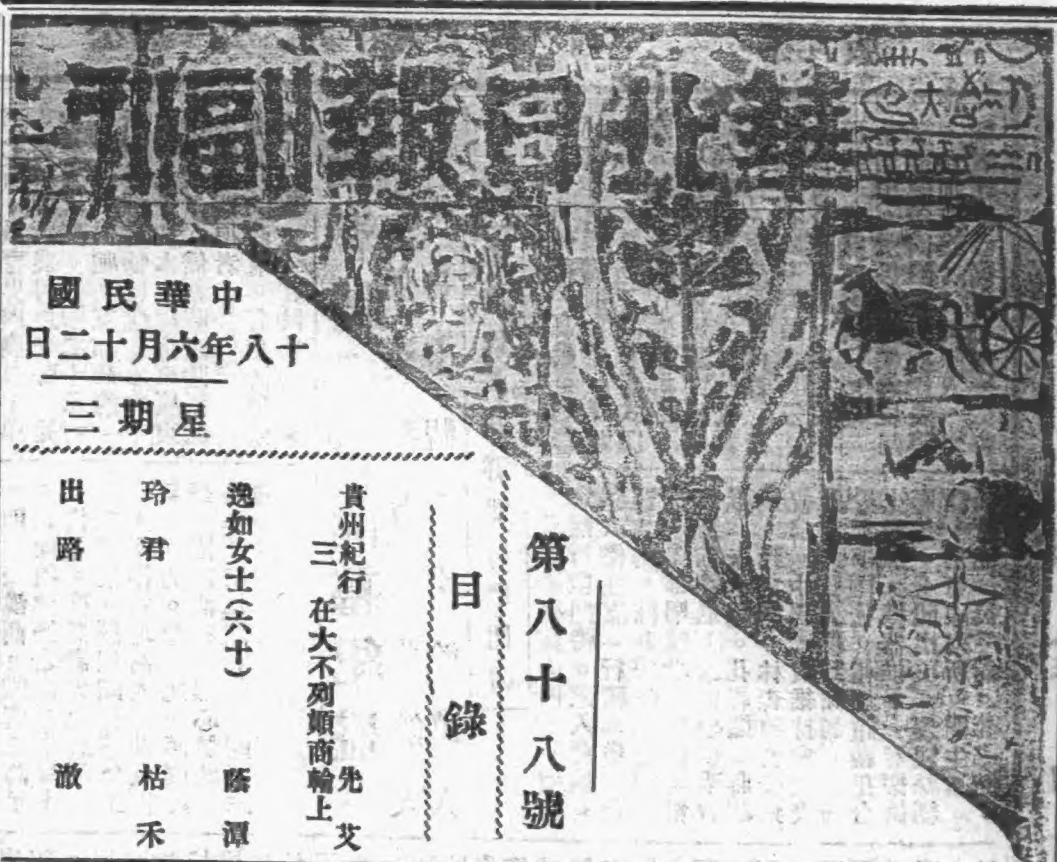 華北日報副刊
中華民國
十八年六月十二日
星期三
第八十八號
目錄
貴州紀行 先艾
三 在大不列顛商輪上
逸如女士(六十) 蔭潭
玲君 枯禾
出路 澈